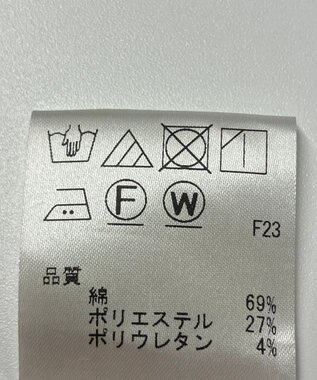 F W
F23
品質
綿 69%
ポリエステル 27%
ポリウレタン 4%